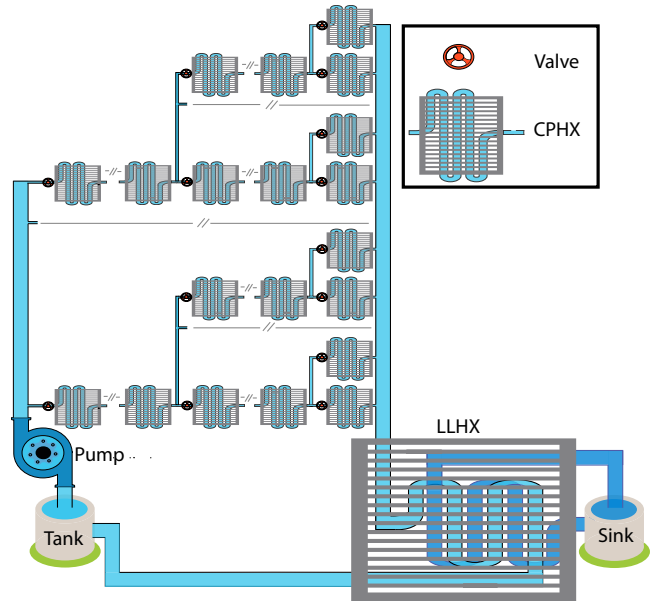 Valve
CPHX
LLHX
Pump
Tank
Sink